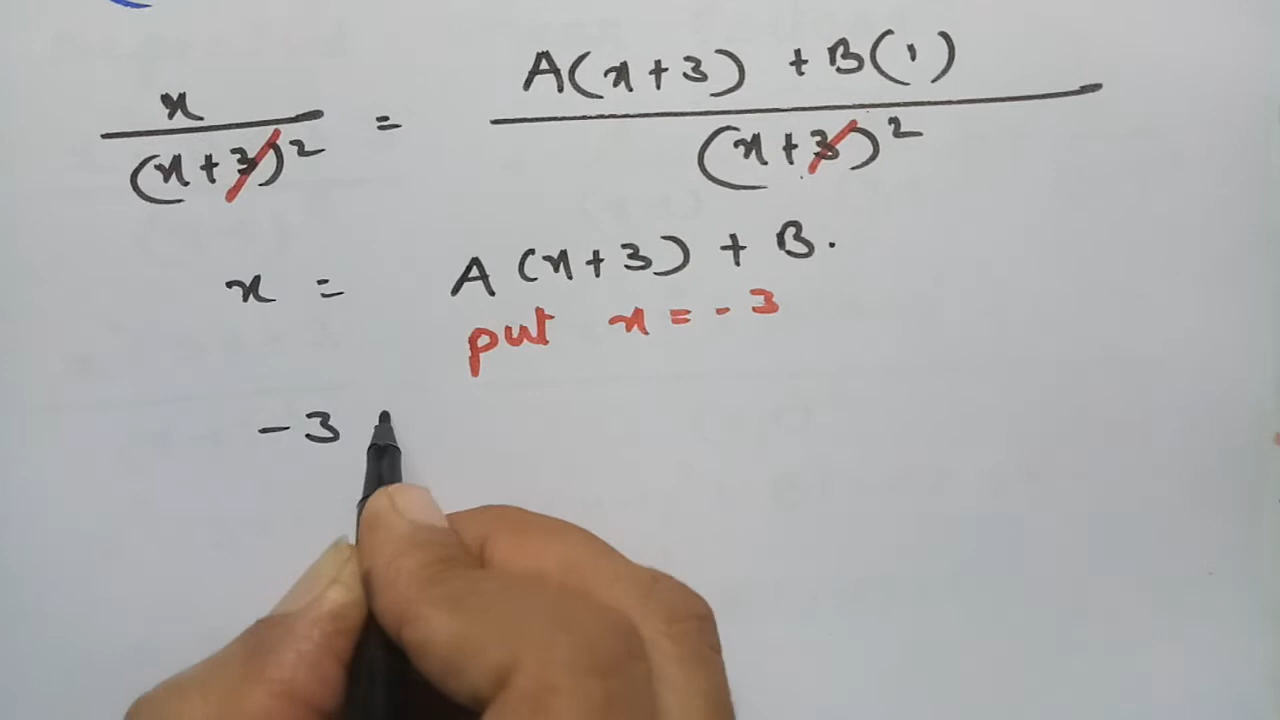 x/(x+3)² = A(x+3) + B(1)/(x+3)²
x = A(x+3) + B.
put x = -3
-3